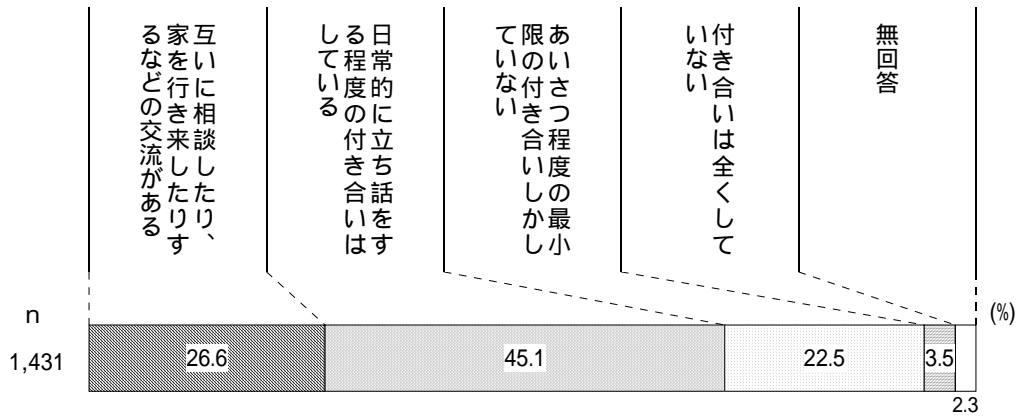 互いに相談したり、
家を行き来したりす
るなどの交流がある
日常的に立ち話をす
る程度の付き合いは
している
あいさつ程度の最小
限の付き合いしかし
ていない
付き合いは全くして
いない
無回答
(%)
n
1,431
26.6
45.1
22.5
3.5
2.3